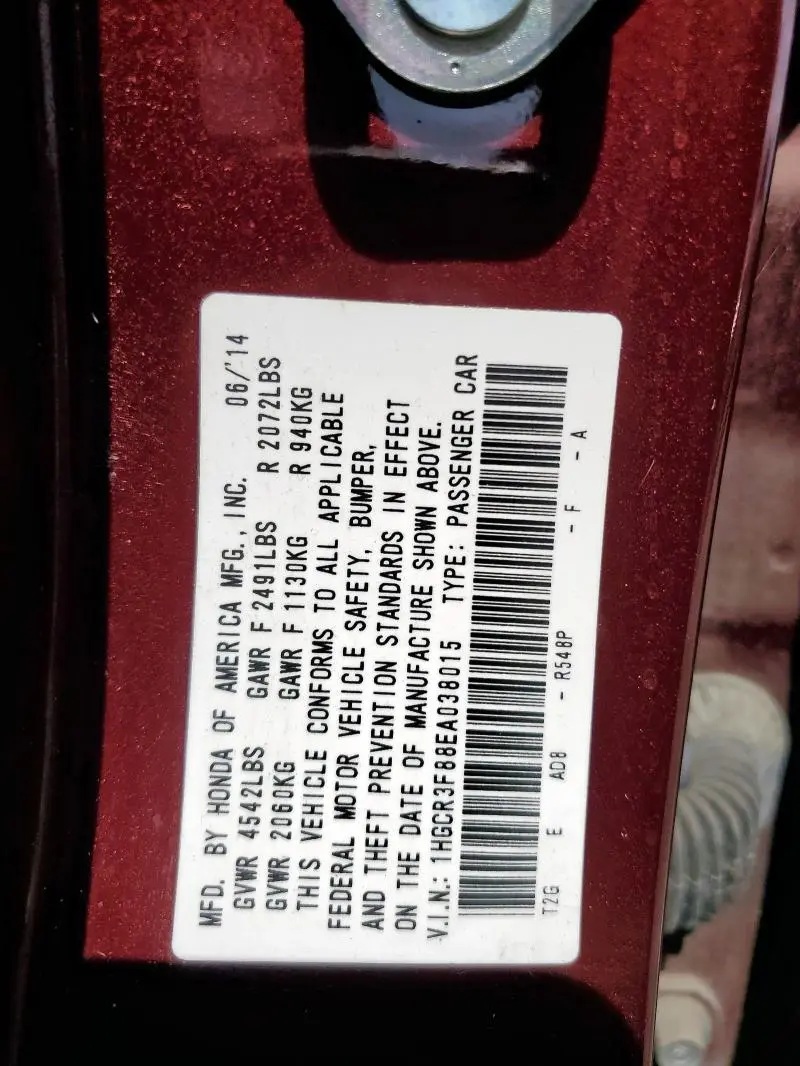 MFD. BY HONDA OF AMERICA MFG., INC. 06/'14
GVWR 4542LBS GAWR F 2491LBS R 2072LBS
GVWR 2060KG GAWR F 1130KG R 940KG
THIS VEHICLE CONFORMS TO ALL APPLICABLE
FEDERAL MOTOR VEHICLE SAFETY, BUMPER,
AND THEFT PREVENTION STANDARDS IN EFFECT
ON THE DATE OF MANUFACTURE SHOWN ABOVE.
V.I.N.: 1HGCR3F88EA038015 TYPE: PASSENGER CAR
T2G E AD8 - R548P - F - A